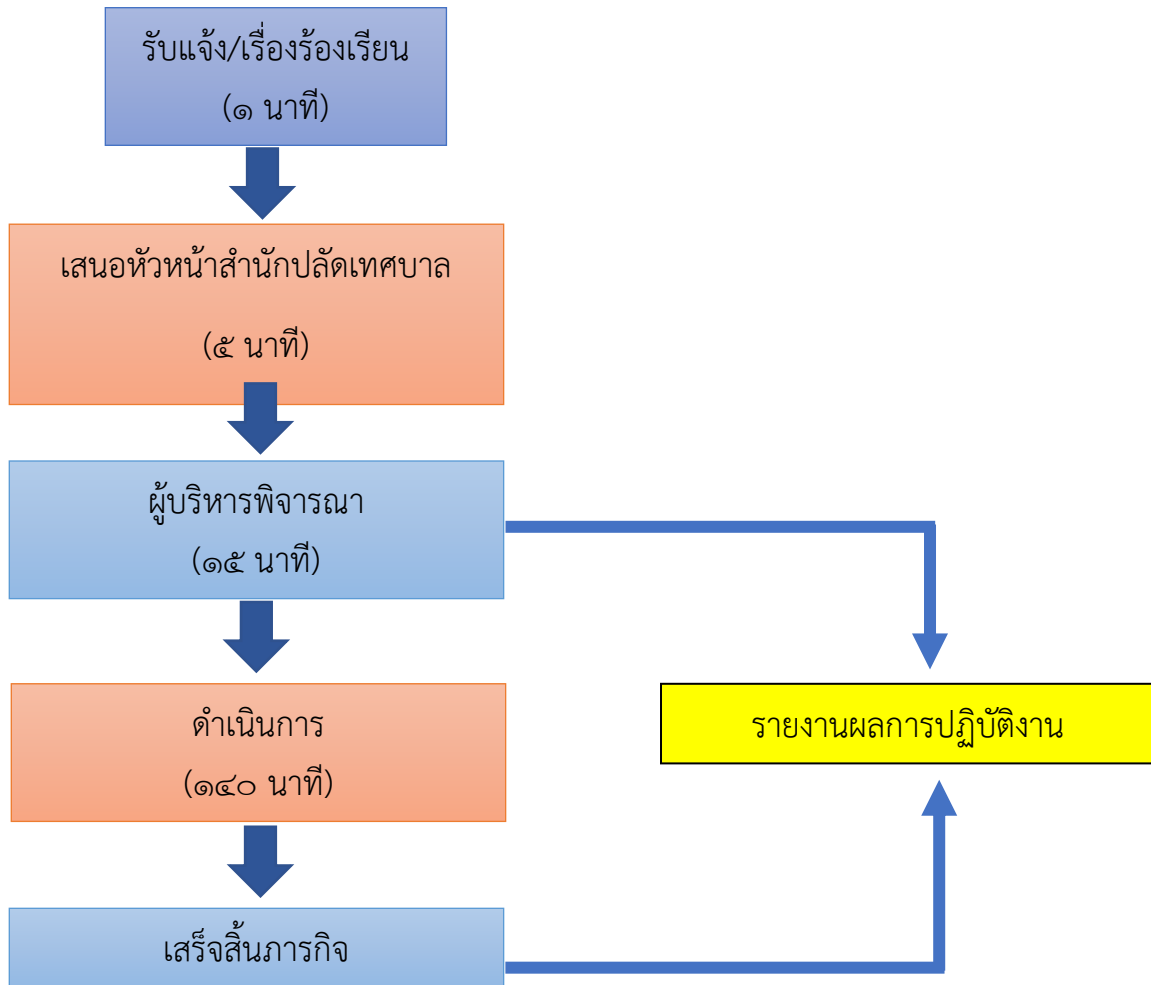 รับแจ้ง/เรื่องร้องเรียน
(๑ นาที)
เสนอหัวหน้าสำนักปลัดเทศบาล
(๕ นาที)
ผู้บริหารพิจารณา
(๑๕ นาที)
ดำเนินการ
(๑๔๐ นาที)
รายงานผลการปฏิบัติงาน
เสร็จสิ้นภารกิจ